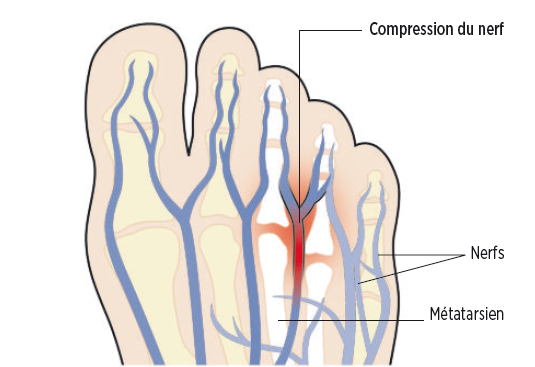 Compression du nerf
Nerfs
Métatarsien